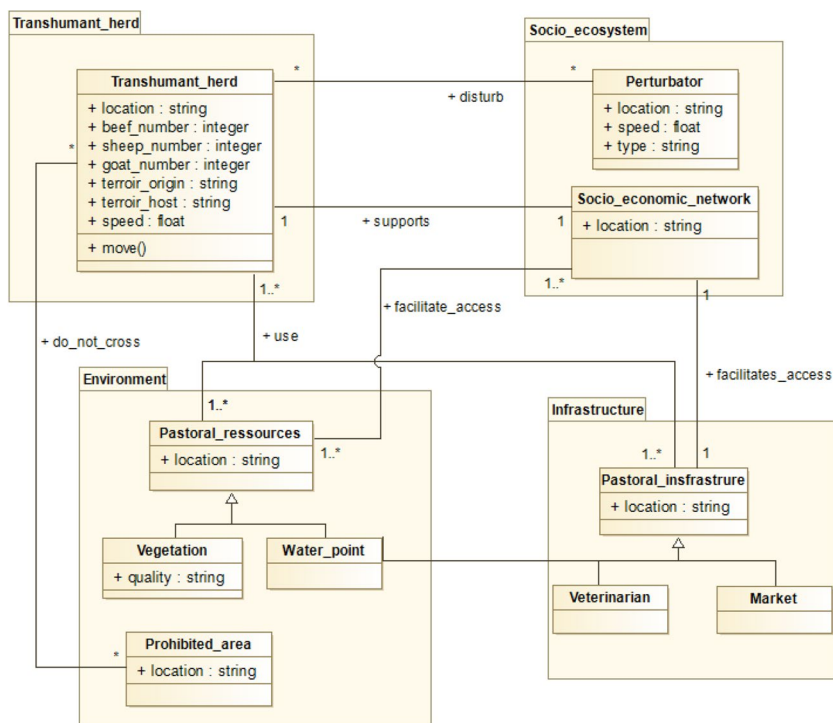 Transhumant_herd
Transhumant_herd
+ location : string
+ beef_number : integer
+ sheep_number : integer
+ goat_number : integer
+ terroir_origin : string
+ terroir_host : string
+ speed : float
+ move()
Socio_ecosystem
Perturbator
+ location : string
+ speed : float
+ type : string
*
*
+ disturb
*
Socio_economic_network
+ location : string
1
+ supports
1
1..*
1..*
1
+ facilitate_access
+ use
+ do_not_cross
+ facilitates_access
Environment
1..*
Pastoral_ressources
+ location : string
1..*
Vegetation
+ quality : string
Water_point
Prohibited_area
+ location : string
*
Infrastructure
1..*
1
Pastoral_insfrastrure
+ location : string
Veterinarian
Market